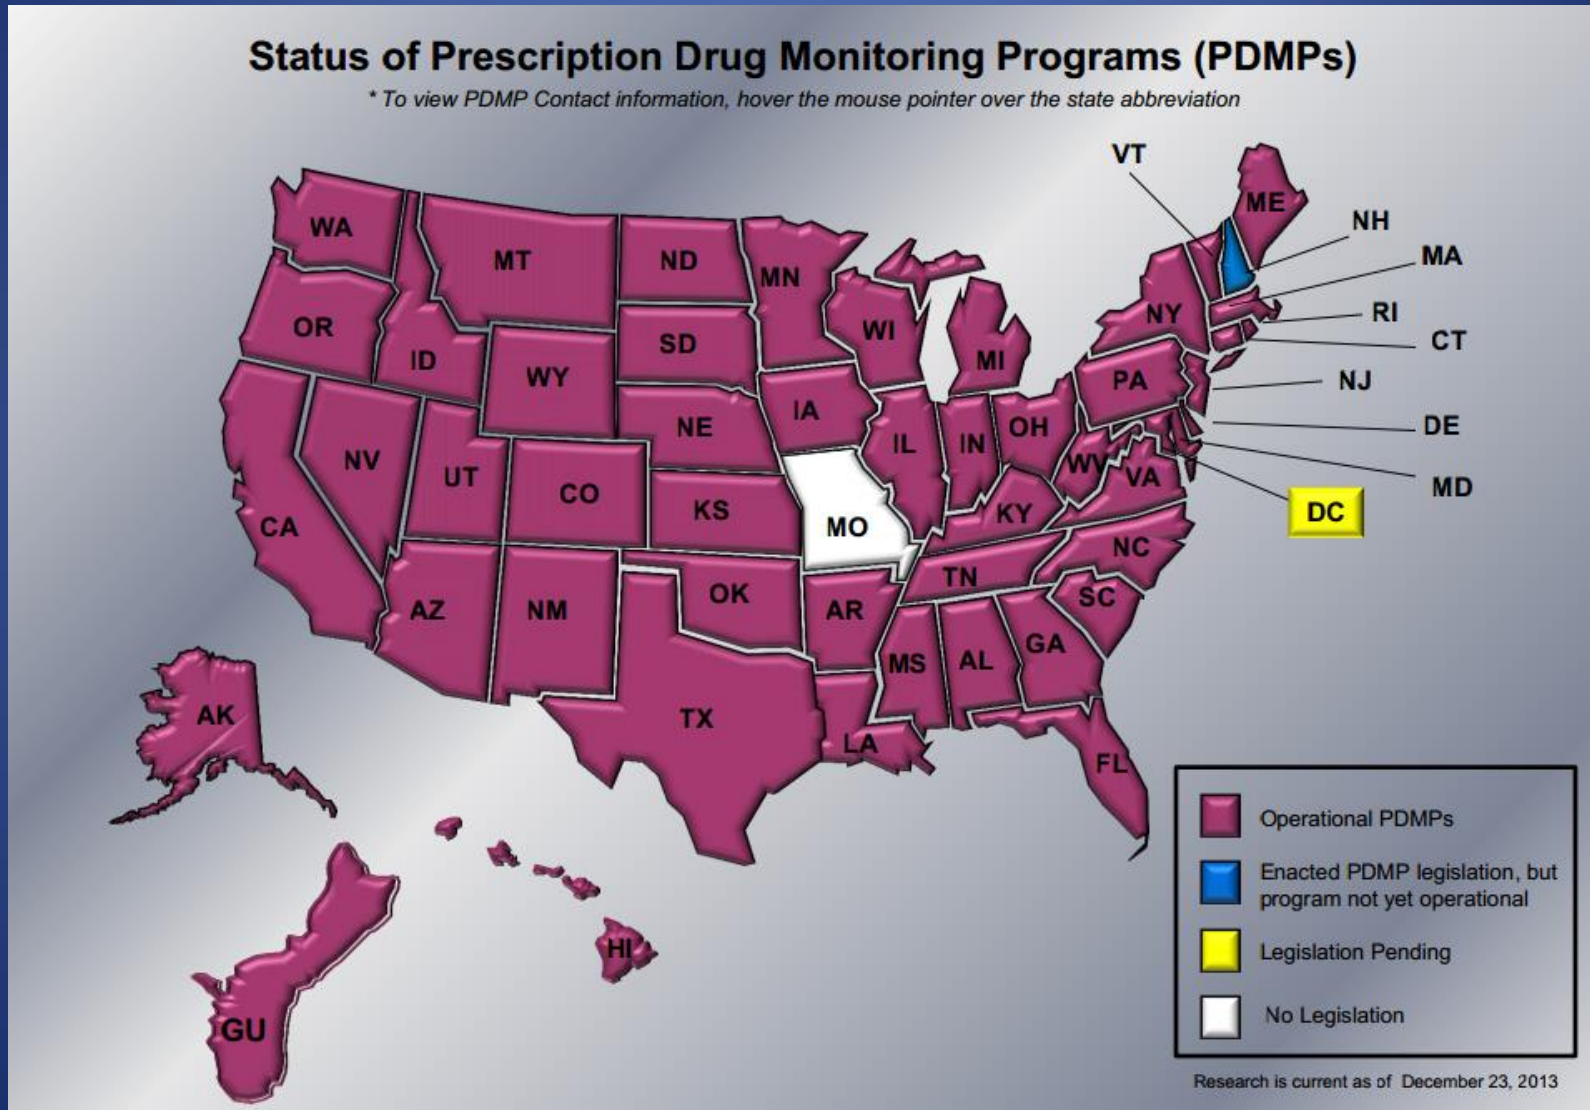 Status of Prescription Drug Monitoring Programs (PDMPs)
* To view PDMP Contact information, hover the mouse pointer over the state abbreviation
VT
ME
WA
NH
MT
ND
MN
MA
NY
RI
OR
WI
SD
CT
ID
MI
WY
PA
NJ
IA
NE
OH
DE
IL
IN
NV
WV
UT
VA
MD
CO
KS
KY
DC
CA
MO
NC
TN
OK
SC
AZ
NM
AR
GA
MS
AL
AK
TX
LA
FL
HI
GU
Operational PDMPs
Enacted PDMP legislation, but
program not yet operational
Legislation Pending
No Legislation
Research is current as of December 23, 2013